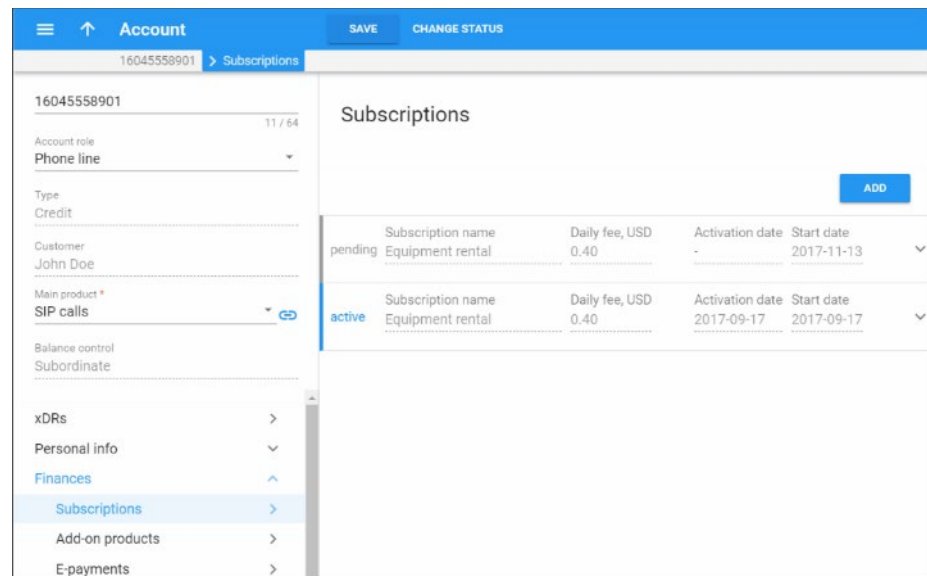 Account SAVE CHANGE STATUS
16045558901 Subscriptions
16045558901
11 / 64
Account role
Phone line
Type
Credit
Customer
John Doe
Main product *
SIP calls
Balance control
Subordinate
xDRs
Personal info
Finances
Subscriptions
Add-on products
E-payments
Subscriptions
ADD
Subscription name Daily fee, USD Activation date Start date
pending Equipment rental 0.40 - 2017-11-13
Subscription name Daily fee, USD Activation date Start date
active Equipment rental 0.40 2017-09-17 2017-09-17